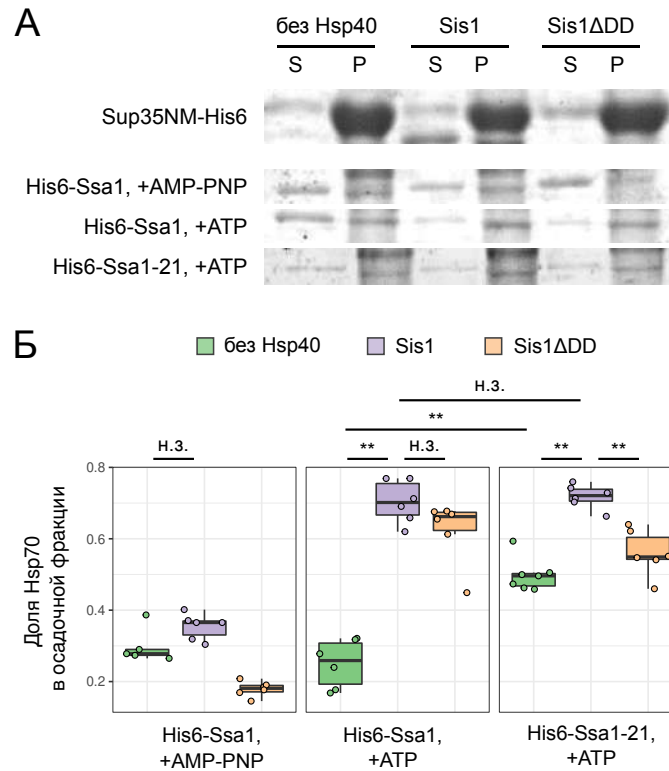 А
без Hsp40 Sis1 Sis1ΔDD
S P S P S P
Sup35NM-His6
His6-Ssa1, +AMP-PNP
His6-Ssa1, +ATP
His6-Ssa1-21, +ATP
Б
без Hsp40 Sis1 Sis1ΔDD
н.з.
**
н.з. ** н.з. ** **
Доля Hsp70
в осадочной фракции
0.8
0.6
0.4
0.2
His6-Ssa1, His6-Ssa1, His6-Ssa1-21,
+AMP-PNP +ATP +ATP